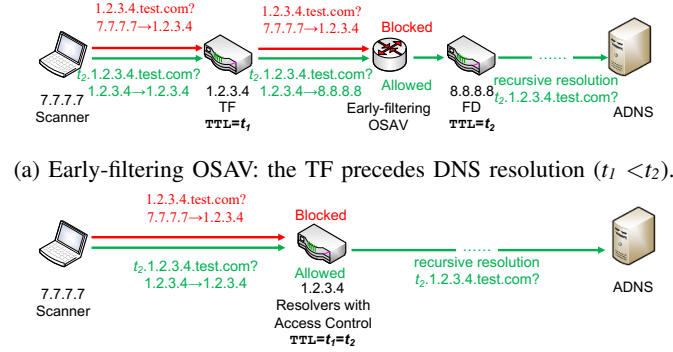 1.2.3.4.test.com?
7.7.7.7→1.2.3.4
1.2.3.4.test.com?
7.7.7.7→1.2.3.4
Blocked
t2.1.2.3.4.test.com?
1.2.3.4→1.2.3.4
t2.1.2.3.4.test.com?
1.2.3.4→8.8.8.8
Allowed
......
recursive resolution
t2.1.2.3.4.test.com?
7.7.7.7
Scanner
1.2.3.4
TF
TTL=t1
Early-filtering
OSAV
8.8.8.8
FD
TTL=t2
ADNS
(a) Early-filtering OSAV: the TF precedes DNS resolution (t1 <t2).
1.2.3.4.test.com?
7.7.7.7→1.2.3.4
Blocked
t2.1.2.3.4.test.com?
1.2.3.4→1.2.3.4
Allowed
......
recursive resolution
t2.1.2.3.4.test.com?
7.7.7.7
Scanner
1.2.3.4
Resolvers with
Access Control
TTL=t1=t2
ADNS